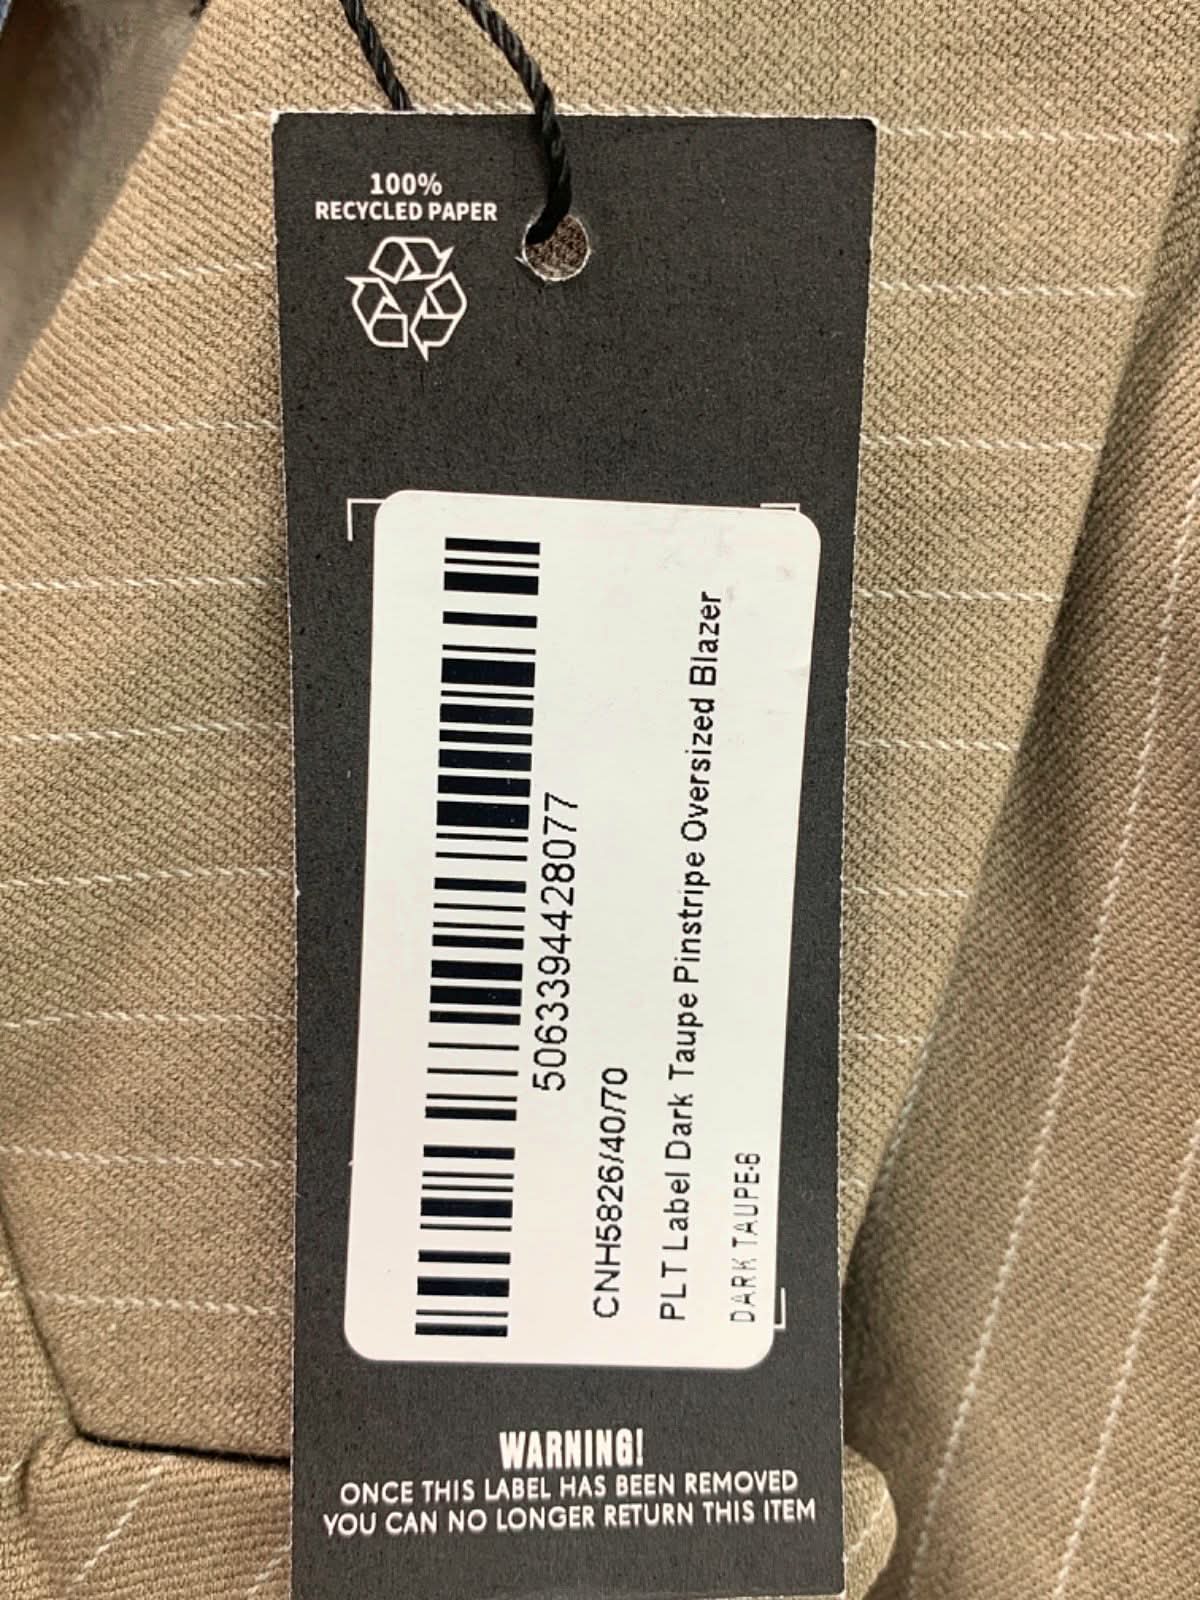 100%
RECYCLED PAPER
5063394428077
CNH5826/40/70
PLT Label Dark Taupe Pinstripe Oversized Blazer
DARK TAUPE-6
WARNING!
ONCE THIS LABEL HAS BEEN REMOVED
YOU CAN NO LONGER RETURN THIS ITEM